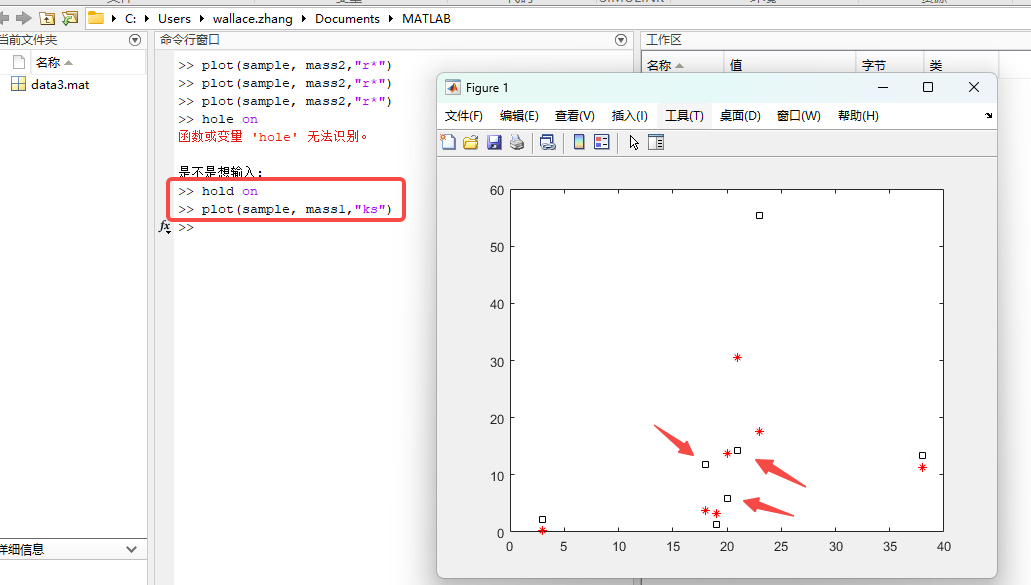 C: Users wallace.zhang Documents MATLAB
当前文件夹
名称
data3.mat
详细信息
命令行窗口
>> plot(sample, mass2,"r*")
>> plot(sample, mass2,"r*")
>> plot(sample, mass2,"r*")
>> hole on
函数或变量 'hole' 无法识别。
是不是想输入:
>> hold on
>> plot(sample, mass1,"ks")
fx >>
工作区
名称 值 字节 类
Figure 1
文件(F) 编辑(E) 查看(V) 插入(I) 工具(T) 桌面(D) 窗口(W) 帮助(H)
60
50
40
30
20
10
0
0 5 10 15 20 25 30 35 40